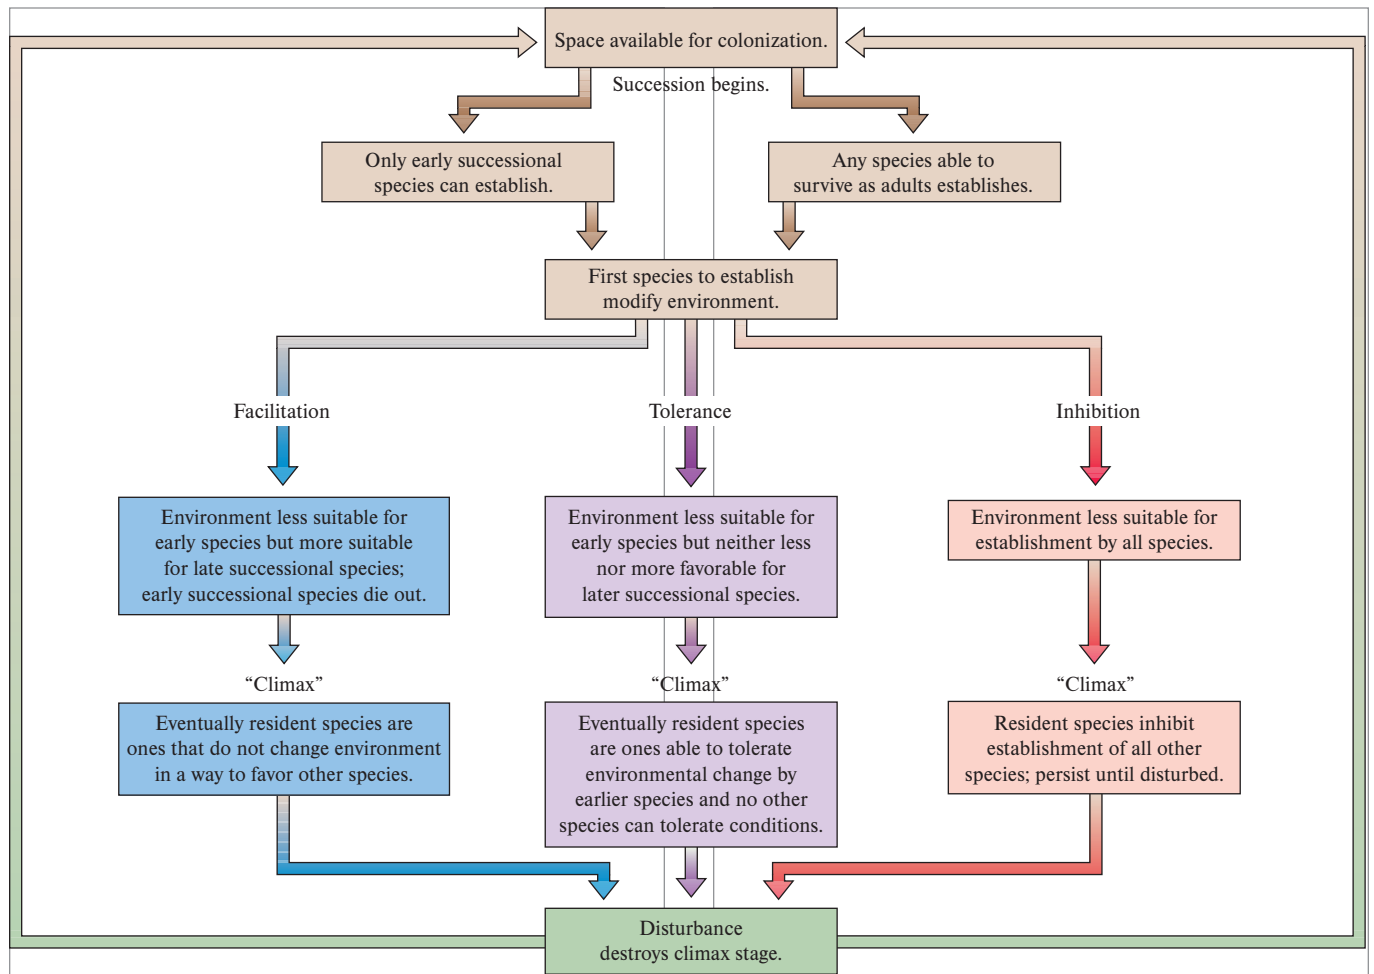 Space available for colonization.
Succession begins.
Only early successional
species can establish.
Any species able to
survive as adults establishes.
First species to establish
modify environment.
Facilitation
Tolerance
Inhibition
Environment less suitable for
early species but more suitable
for late successional species;
early successional species die out.
Environment less suitable for
early species but neither less
nor more favorable for
later successional species.
Environment less suitable for
establishment by all species.
“Climax”
“Climax”
“Climax”
Eventually resident species are
ones that do not change environment
in a way to favor other species.
Eventually resident species
are ones able to tolerate
environmental change by
earlier species and no other
species can tolerate conditions.
Resident species inhibit
establishment of all other
species; persist until disturbed.
Disturbance
destroys climax stage.